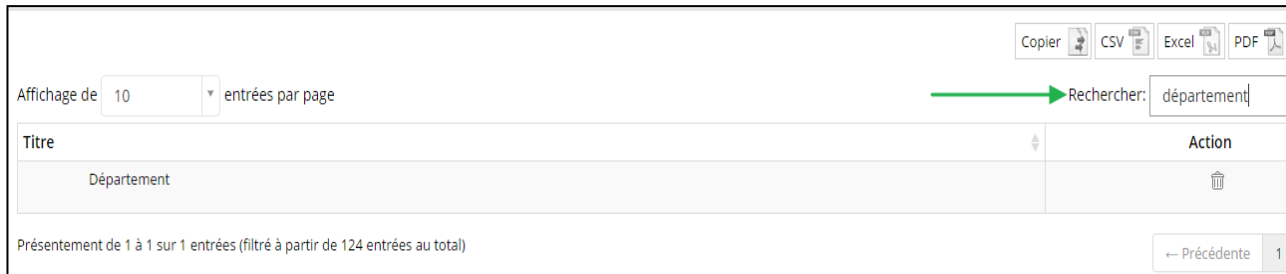 Copier CSV Excel PDF
Affichage de 10 entrées par page Rechercher: département
Titre Action
Département
Présentement de 1 à 1 sur 1 entrées (filtré à partir de 124 entrées au total)
← Précédente 1